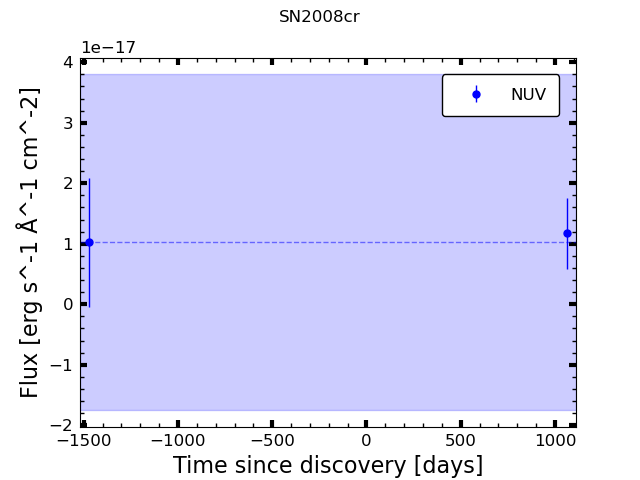 SN2008cr
1e−17
4
3
2
1
0
−1
−2
NUV
Flux [erg s^-1 Å^-1 cm^-2]
−1500 −1000 −500 0 500 1000
Time since discovery [days]